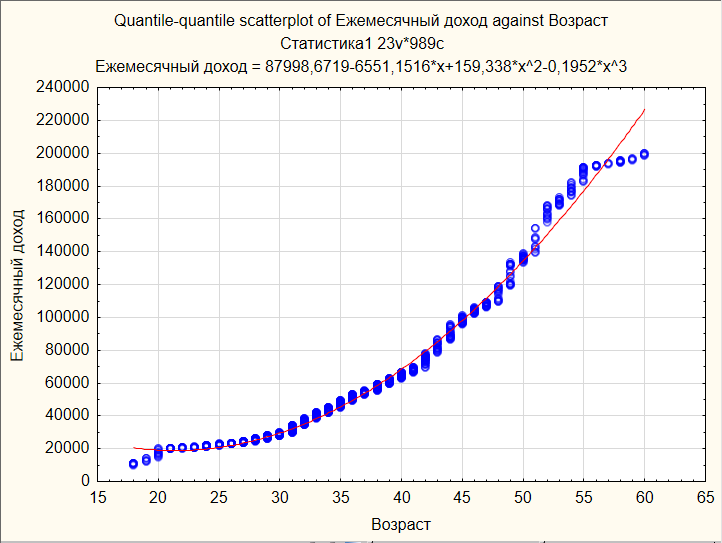 Quantile-quantile scatterplot of Ежемесячный доход against Возраст
Статистика1 23v*989c
Ежемесячный доход = 87998,6719-6551,1516*x+159,338*x^2-0,1952*x^3
240000
220000
200000
180000
160000
140000
120000
100000
80000
60000
40000
20000
0
Ежемесячный доход
15 20 25 30 35 40 45 50 55 60 65
Возраст